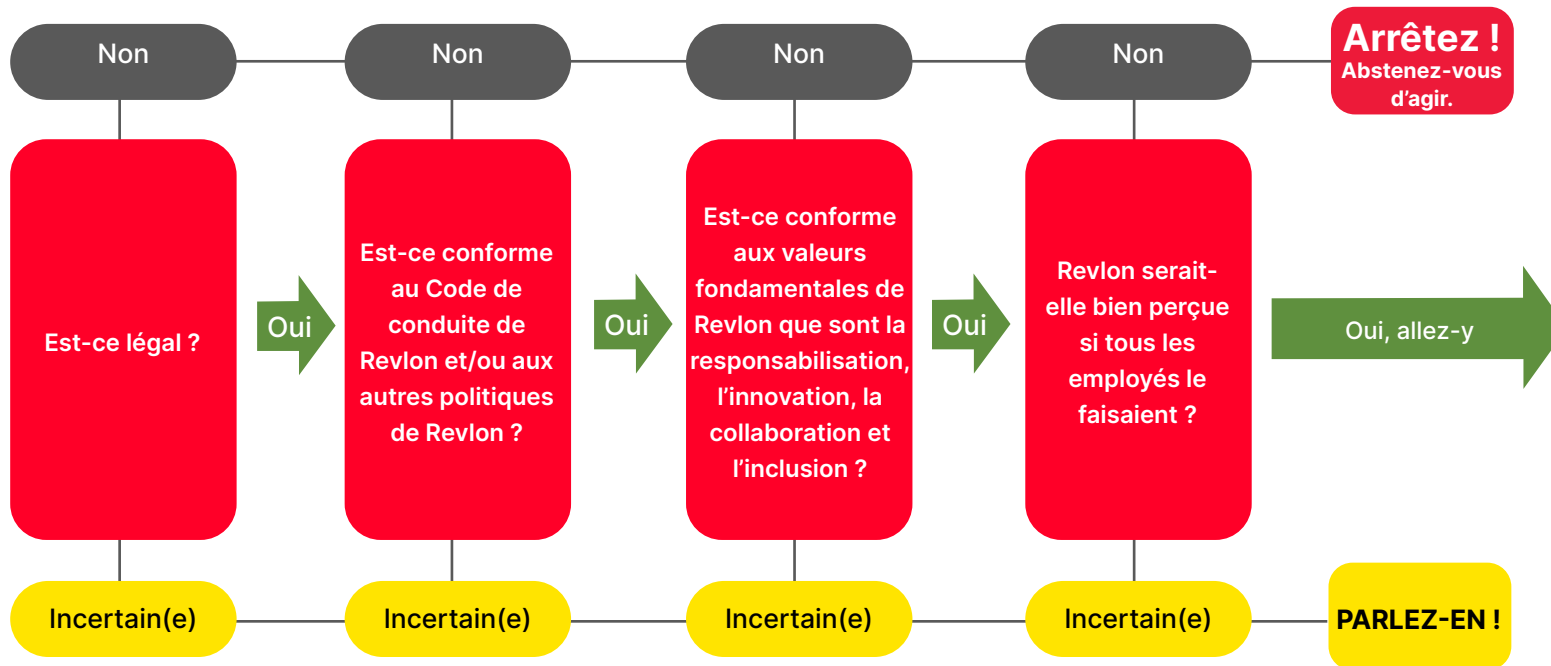 Non
Non
Non
Non
Arrêtez !
Abstenez-vous
d’agir.
Est-ce légal ?
Oui
Est-ce conforme
au Code de
conduite de
Revlon et/ou aux
autres politiques
de Revlon ?
Oui
Est-ce conforme
aux valeurs
fondamentales de
Revlon que sont la
responsabilisation,
l’innovation, la
collaboration et
l’inclusion ?
Oui
Revlon serait-
elle bien perçue
si tous les
employés le
faisaient ?
Oui, allez-y
Incertain(e)
Incertain(e)
Incertain(e)
Incertain(e)
PARLEZ-EN !